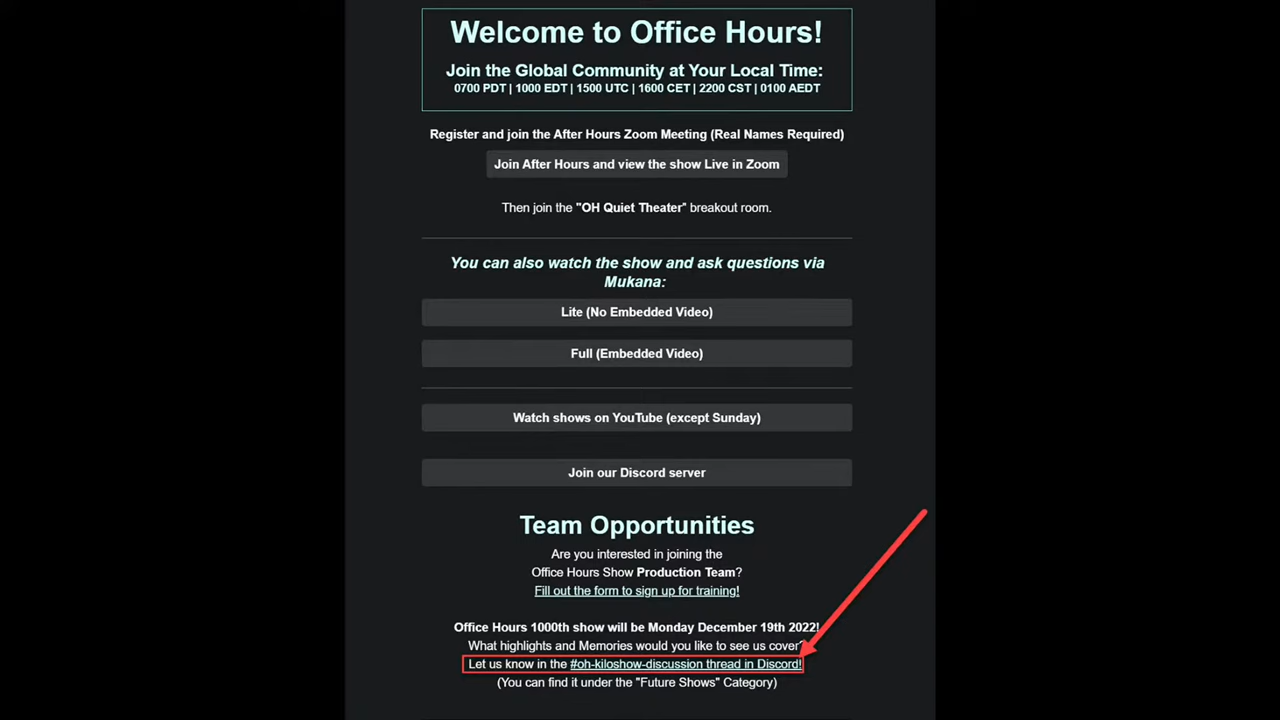 Welcome to Office Hours!
Join the Global Community at Your Local Time:
0700 PDT | 1000 EDT | 1500 UTC | 1600 CET | 2200 CST | 0100 AEDT
Register and join the After Hours Zoom Meeting (Real Names Required)
Join After Hours and view the show Live in Zoom
Then join the "OH Quiet Theater" breakout room.
You can also watch the show and ask questions via
Mukana:
Lite (No Embedded Video)
Full (Embedded Video)
Watch shows on YouTube (except Sunday)
Join our Discord server
Team Opportunities
Are you interested in joining the
Office Hours Show Production Team?
Fill out the form to sign up for training!
Office Hours 1000th show will be Monday December 19th 2022!
What highlights and Memories would you like to see us cover?
Let us know in the #oh-kiloshow-discussion thread in Discord!
(You can find it under the "Future Shows" Category)